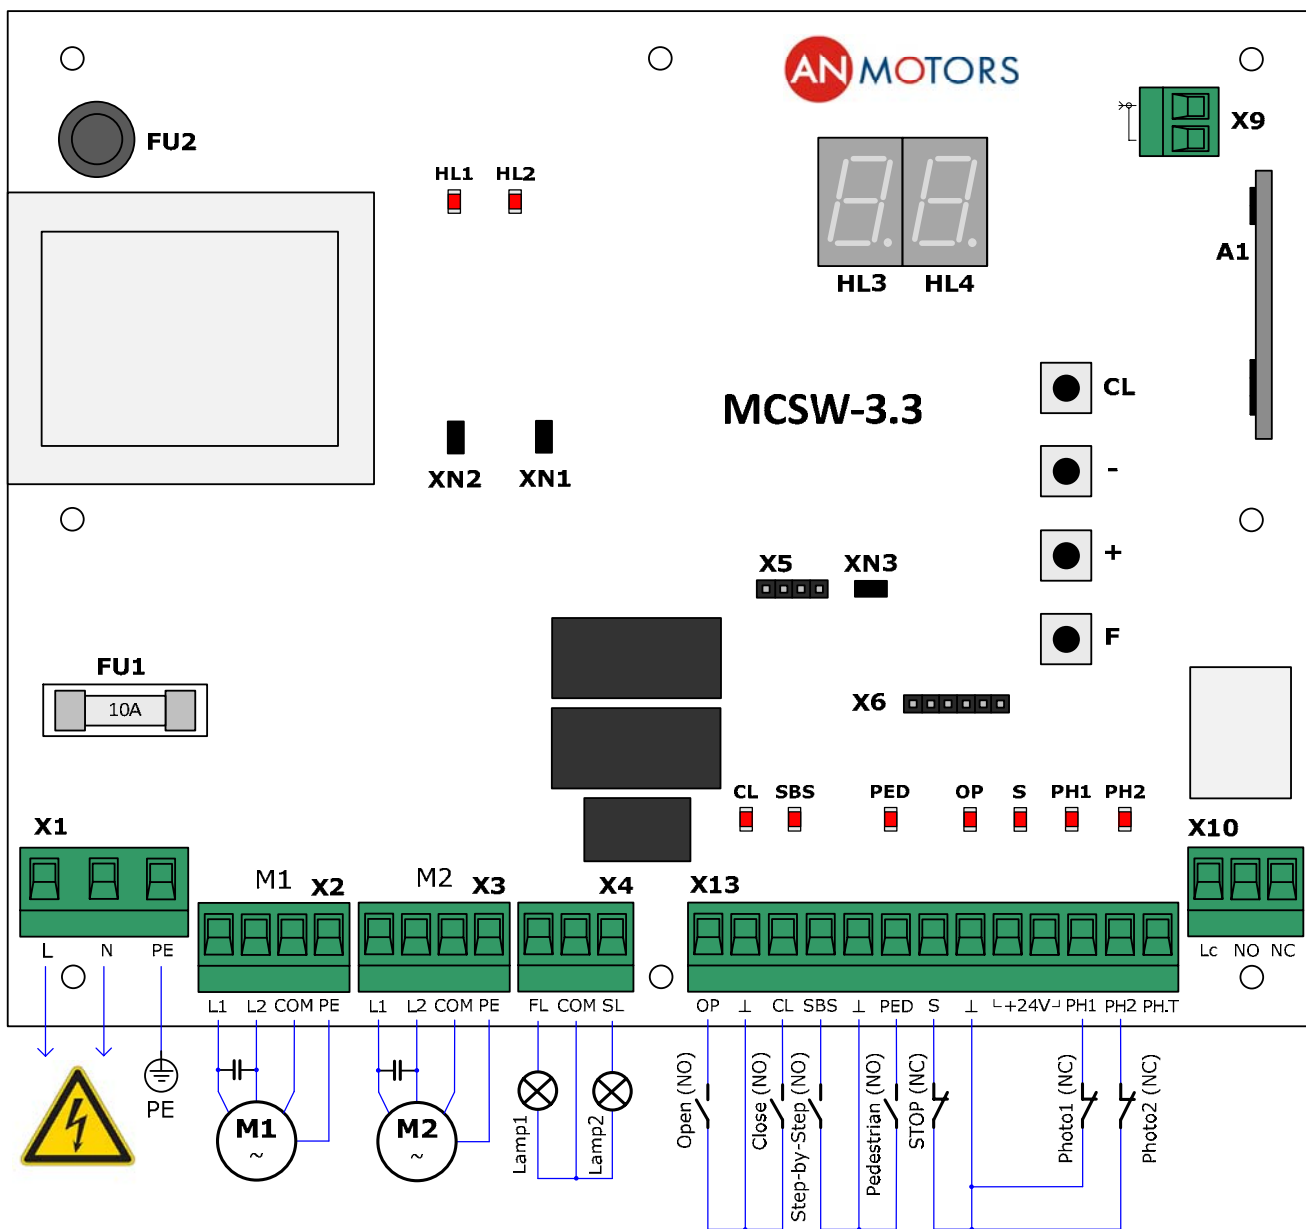 AN MOTORS
FU2
X9
HL1 HL2
A1
HL3 HL4
CL
MCSW-3.3
-
XN2 XN1
+
X5 XN3
F
FU1
10A
X6
CL SBS PED OP S PH1 PH2
X1
X10
M1 X2 M2 X3 X4 X13
L N PE
Lc NO NC
L1 L2 COM PE
L1 L2 COM PE
FL COM SL
OP ⊥ CL SBS ⊥ PED S ⊥ └+24V┘ PH1 PH2 PH.T
PE
M1
~
M2
~
Lamp1
Lamp2
Open (NO)
Close (NO)
Step-by-Step (NO)
Pedestrian (NO)
STOP (NC)
Photo1 (NC)
Photo2 (NC)